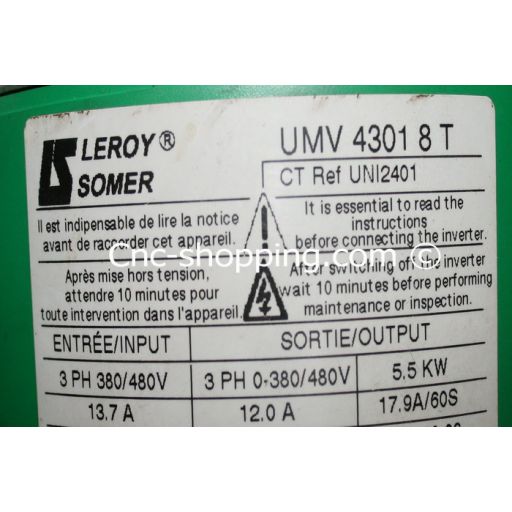 LEROY®
SOMER
UMV 4301 8 T
CT Ref UNI2401
Il est indispensable de lire la notice
avant de raccorder cet appareil.
It is essential to read the
instructions
before connecting the inverter.
Cnc-shopping.com ©
Après mise hors tension,
attendre 10 minutes pour
toute intervention dans l'appareil.
After switching off the inverter
wait 10 minutes before performing
maintenance or inspection.
ENTRÉE/INPUT
SORTIE/OUTPUT
3 PH 380/480V
3 PH 0-380/480V
5.5 KW
13.7 A
12.0 A
17.9A/60S